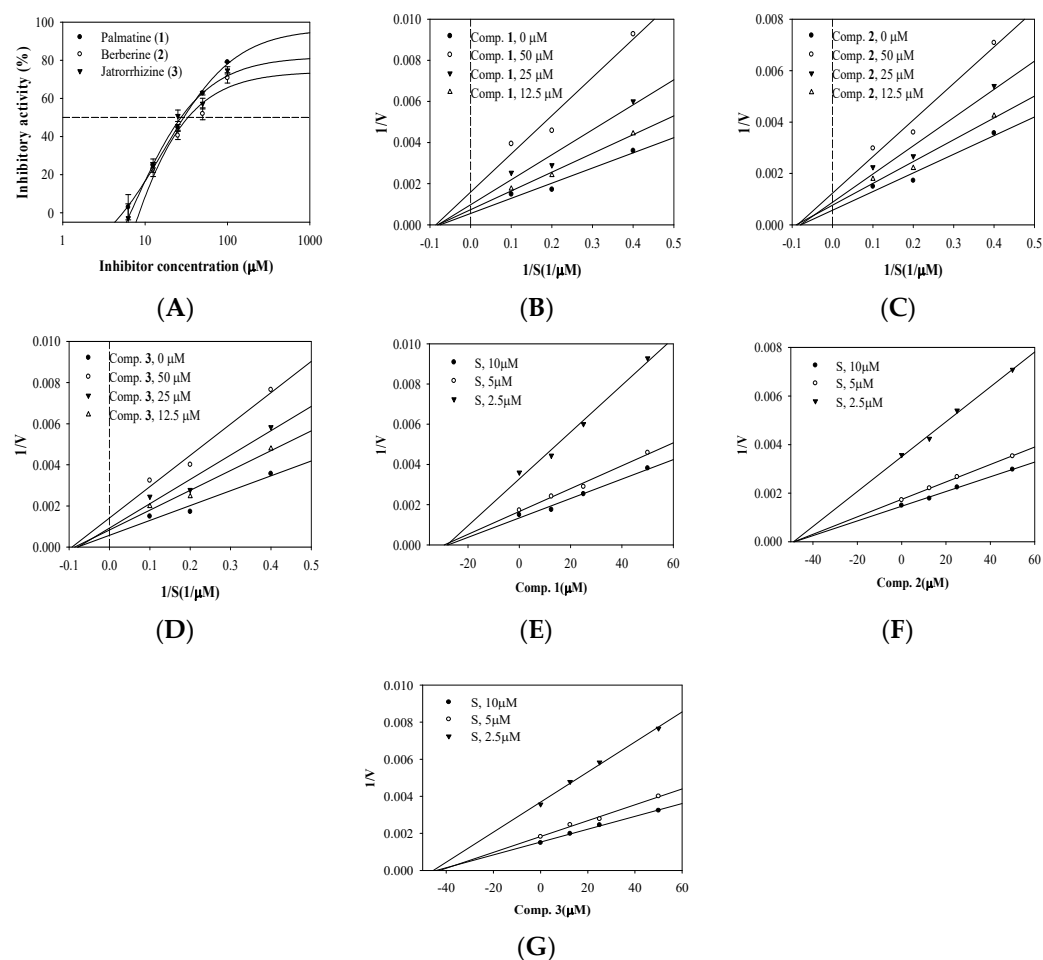 Inhibitory activity (%)
100
80
60
40
20
0
Palmatine (1)
Berberine (2)
Jatrorrhizine (3)
1
10
100
1000
Inhibitor concentration (μM)
(A)
1/V
0.010
0.008
0.006
0.004
0.002
0.000
Comp. 1, 0 μM
Comp. 1, 50 μM
Comp. 1, 25 μM
Comp. 1, 12.5 μM
-0.1 0.0 0.1 0.2 0.3 0.4 0.5
1/S(1/μM)
(B)
1/V
0.008
0.006
0.004
0.002
0.000
Comp. 2, 0 μM
Comp. 2, 50 μM
Comp. 2, 25 μM
Comp. 2, 12.5 μM
-0.1 0.0 0.1 0.2 0.3 0.4 0.5
1/S(1/μM)
(C)
1/V
0.010
0.008
0.006
0.004
0.002
0.000
Comp. 3, 0 μM
Comp. 3, 50 μM
Comp. 3, 25 μM
Comp. 3, 12.5 μM
-0.1 0.0 0.1 0.2 0.3 0.4 0.5
1/S(1/μM)
(D)
1/V
0.010
0.008
0.006
0.004
0.002
0.000
S, 10μM
S, 5μM
S, 2.5μM
-20 0 20 40 60
Comp. 1(μM)
(E)
1/V
0.008
0.006
0.004
0.002
0.000
S, 10μM
S, 5μM
S, 2.5μM
-40 -20 0 20 40 60
Comp. 2(μM)
(F)
1/V
0.010
0.008
0.006
0.004
0.002
0.000
S, 10μM
S, 5μM
S, 2.5μM
-40 -20 0 20 40 60
Comp. 3(μM)
(G)